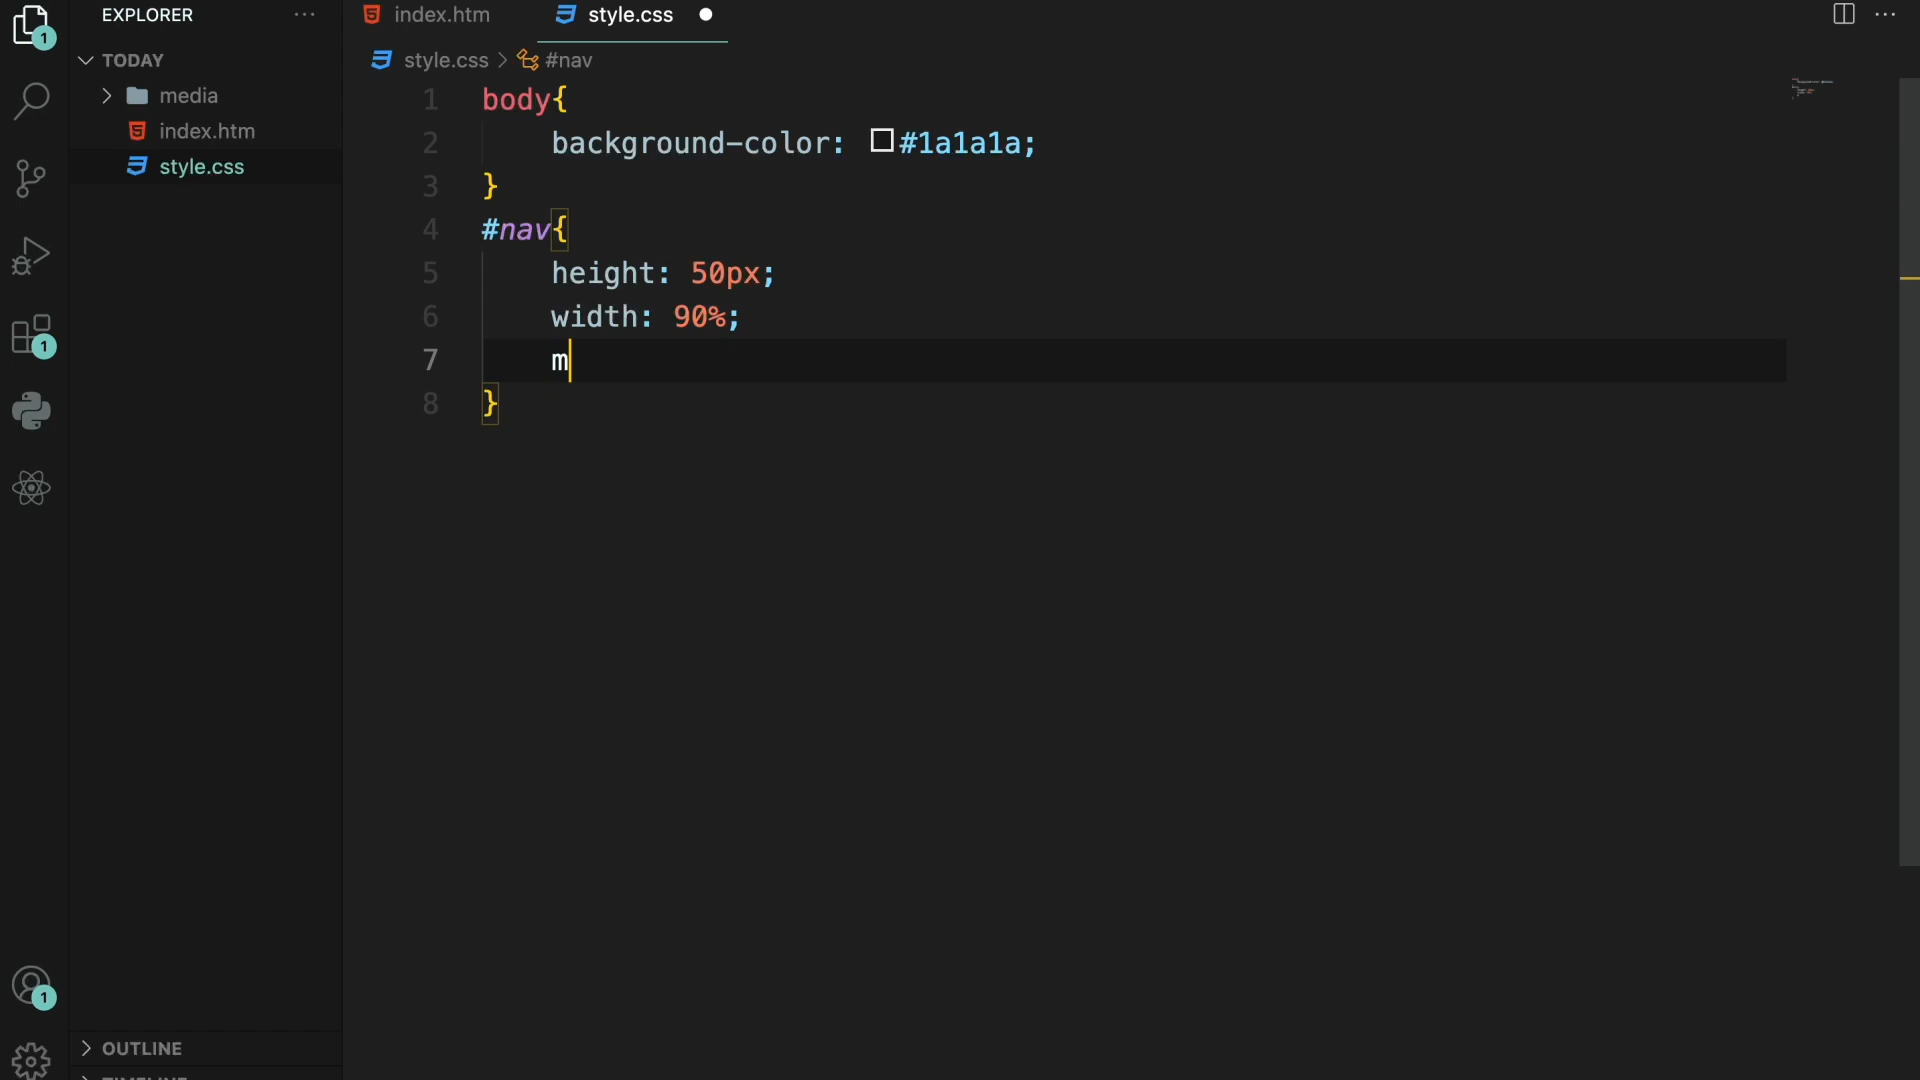 EXPLORER
TODAY
media
index.htm
style.css
OUTLINE
TIMELINE
1
1
1
index.htm
style.css
style.css > #nav
1 body{
2 background-color: #1a1a1a;
3 }
4 #nav{
5 height: 50px;
6 width: 90%;
7 m
8 }